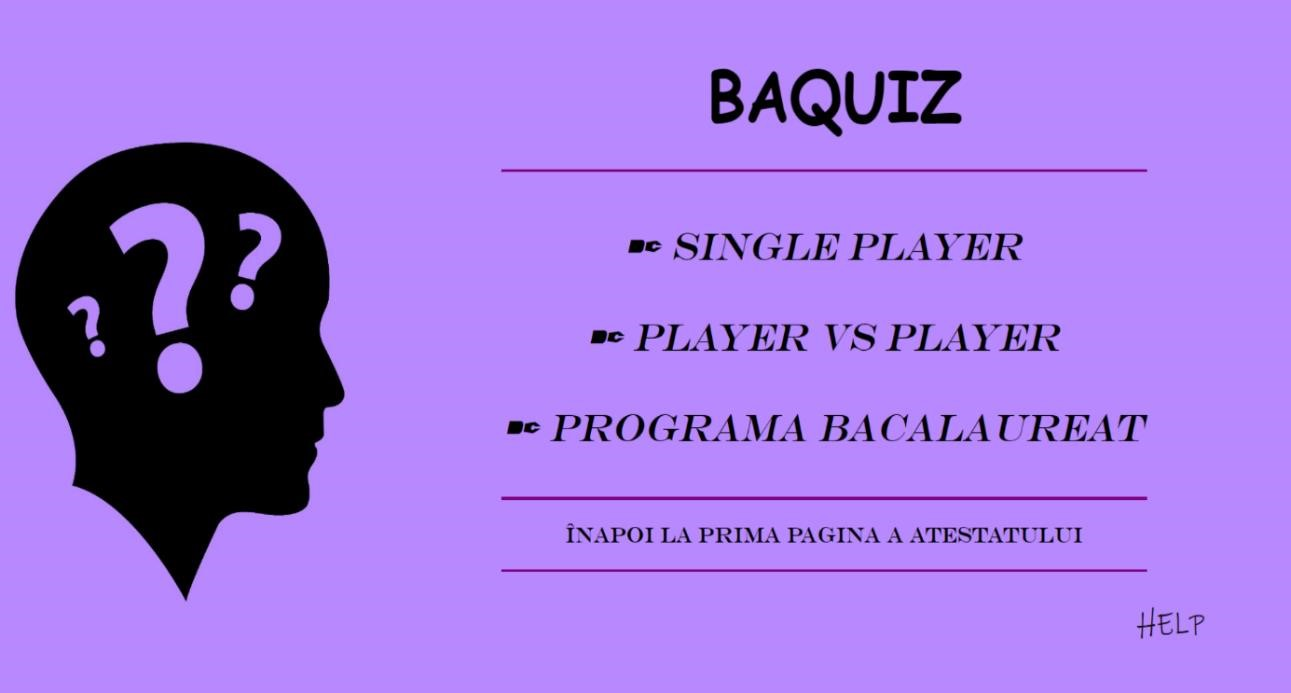 BAQUIZ
SINGLE PLAYER
PLAYER VS PLAYER
PROGRAMA BACALAUREAT
ÎNAPOI LA PRIMA PAGINA A ATESTATULUI
HELP